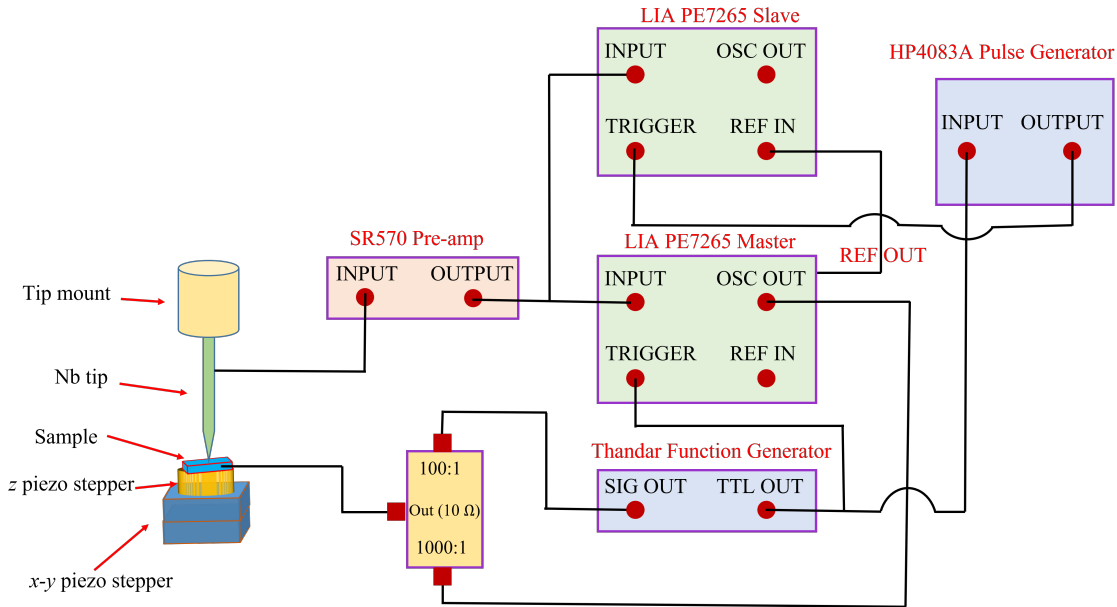 LIA PE7265 Slave
INPUT
OSC OUT
TRIGGER
REF IN
HP4083A Pulse Generator
INPUT
OUTPUT
SR570 Pre-amp
INPUT
OUTPUT
LIA PE7265 Master
INPUT
OSC OUT
TRIGGER
REF IN
REF OUT
Tip mount
Nb tip
Sample
z piezo stepper
x-y piezo stepper
100:1
Out (10 Ω)
1000:1
Thandar Function Generator
SIG OUT
TTL OUT